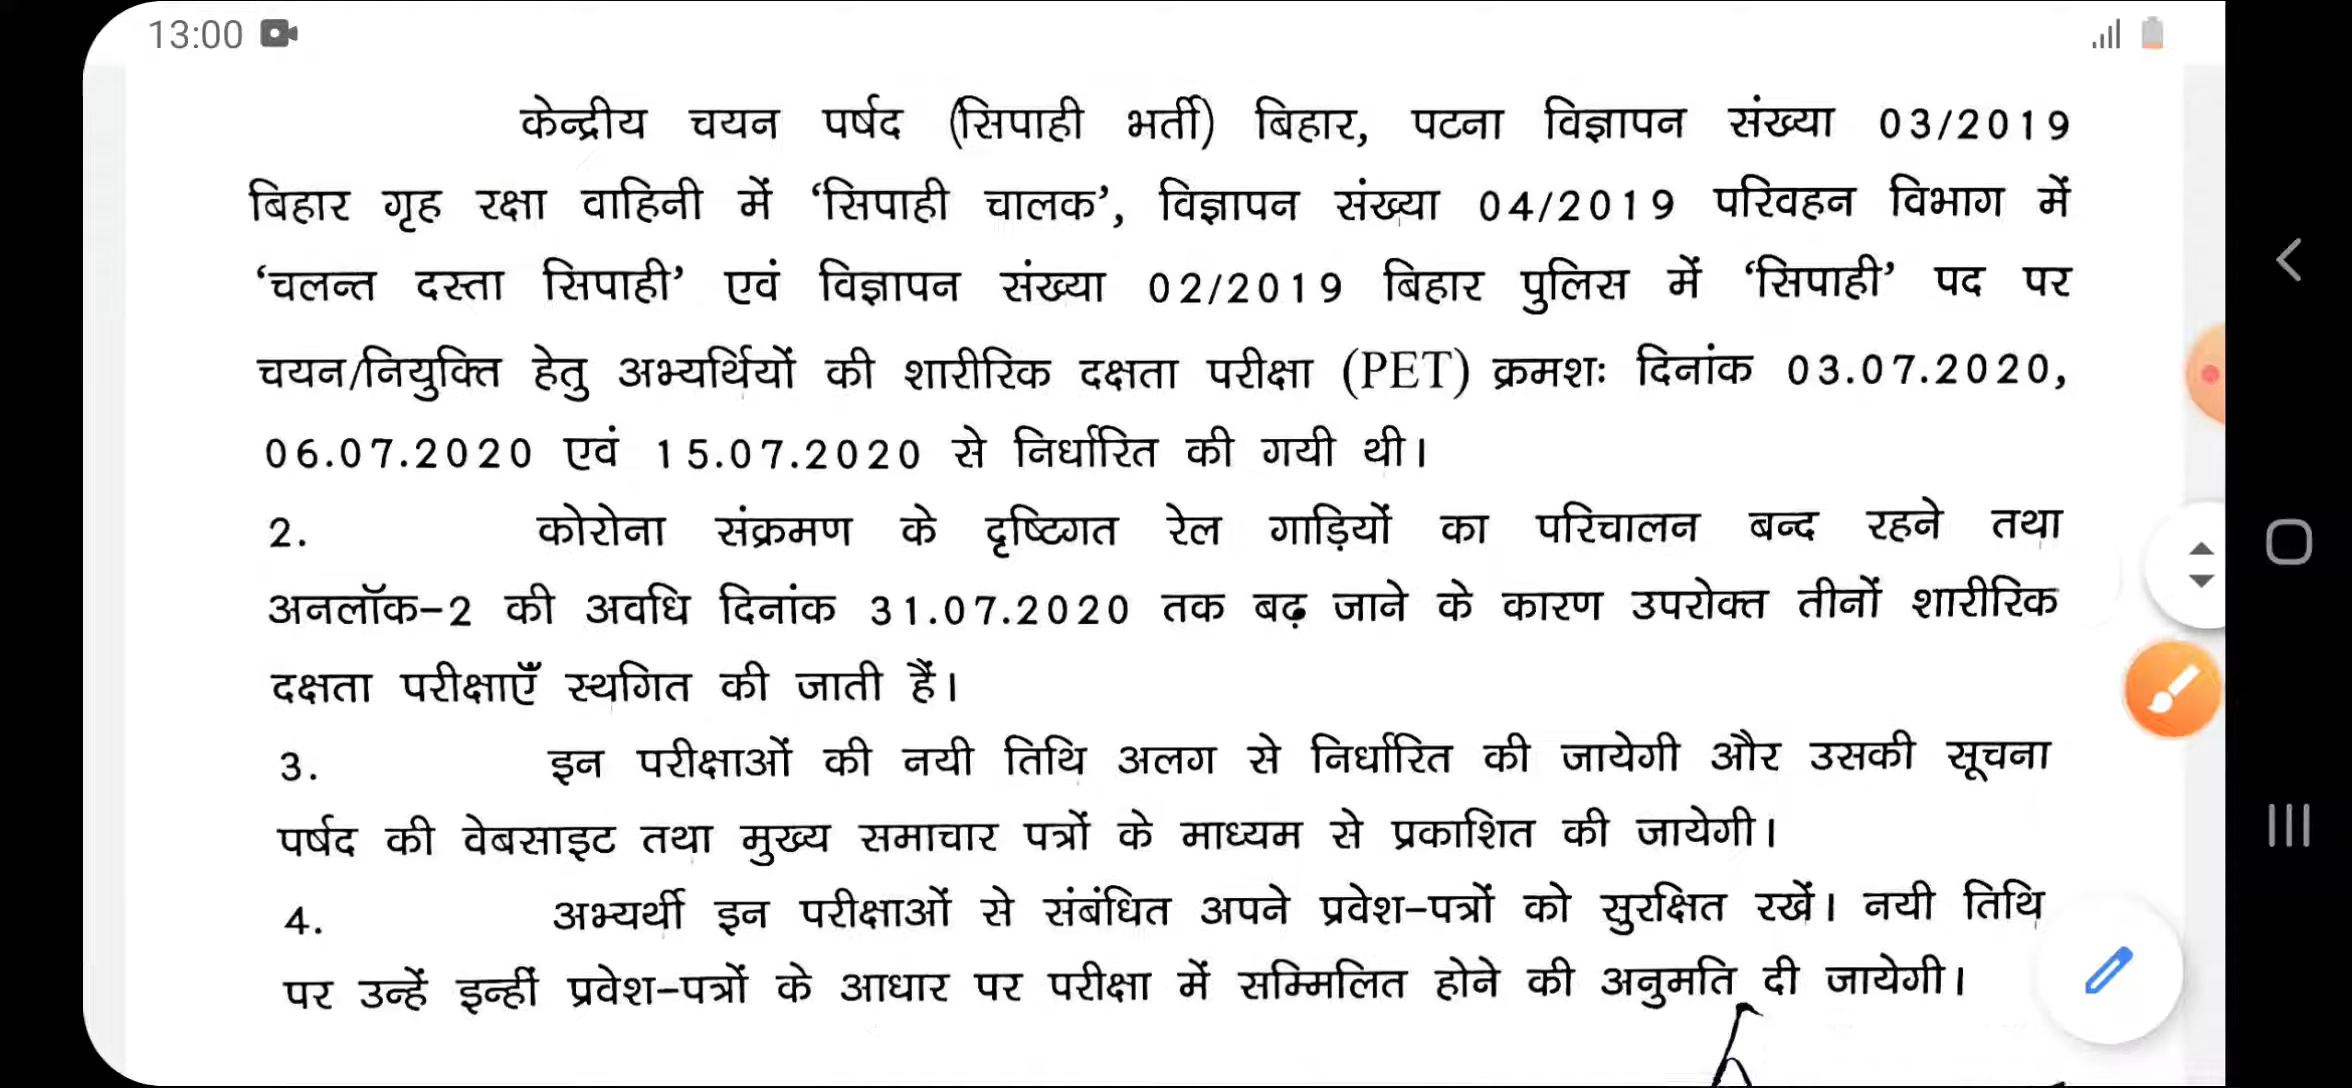 13:00
केन्द्रीय चयन पर्षद (सिपाही भर्ती) बिहार, पटना विज्ञापन संख्या 03/2019
बिहार गृह रक्षा वाहिनी में ‘सिपाही चालक’, विज्ञापन संख्या 04/2019 परिवहन विभाग में
‘चलन्त दस्ता सिपाही’ एवं विज्ञापन संख्या 02/2019 बिहार पुलिस में ‘सिपाही’ पद पर
चयन/नियुक्ति हेतु अभ्यर्थियों की शारीरिक दक्षता परीक्षा (PET) क्रमशः दिनांक 03.07.2020,
06.07.2020 एवं 15.07.2020 से निर्धारित की गयी थी।
2. कोरोना संक्रमण के दृष्टिगत रेल गाड़ियों का परिचालन बन्द रहने तथा
अनलॉक-2 की अवधि दिनांक 31.07.2020 तक बढ़ जाने के कारण उपरोक्त तीनों शारीरिक
दक्षता परीक्षाएँ स्थगित की जाती हैं।
3. इन परीक्षाओं की नयी तिथि अलग से निर्धारित की जायेगी और उसकी सूचना
पर्षद की वेबसाइट तथा मुख्य समाचार पत्रों के माध्यम से प्रकाशित की जायेगी।
4. अभ्यर्थी इन परीक्षाओं से संबंधित अपने प्रवेश-पत्रों को सुरक्षित रखें। नयी तिथि
पर उन्हें इन्हीं प्रवेश-पत्रों के आधार पर परीक्षा में सम्मिलित होने की अनुमति दी जायेगी।